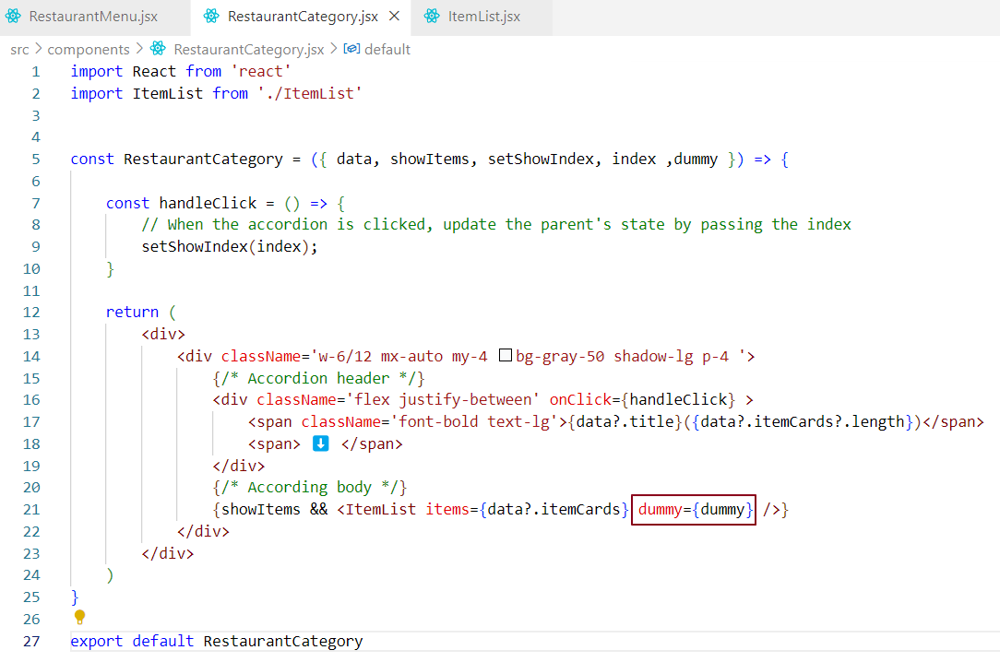 RestaurantMenu.jsx RestaurantCategory.jsx ItemList.jsx
src > components > RestaurantCategory.jsx > default
1 import React from 'react'
2 import ItemList from './ItemList'
3
4
5 const RestaurantCategory = ({ data, showItems, setShowIndex, index ,dummy }) => {
6
7     const handleClick = () => {
8         // When the accordion is clicked, update the parent's state by passing the index
9         setShowIndex(index);
10     }
11
12     return (
13         <div>
14             <div className='w-6/12 mx-auto my-4 bg-gray-50 shadow-lg p-4 '>
15                 {/* Accordion header */}
16                 <div className='flex justify-between' onClick={handleClick} >
17                     <span className='font-bold text-lg'>{data?.title}({data?.itemCards?.length})</span>
18                     <span> ⬇️ </span>
19                 </div>
20                 {/* According body */}
21                 {showItems && <ItemList items={data?.itemCards} dummy={dummy} />}
22             </div>
23         </div>
24     )
25 }
26
27 export default RestaurantCategory